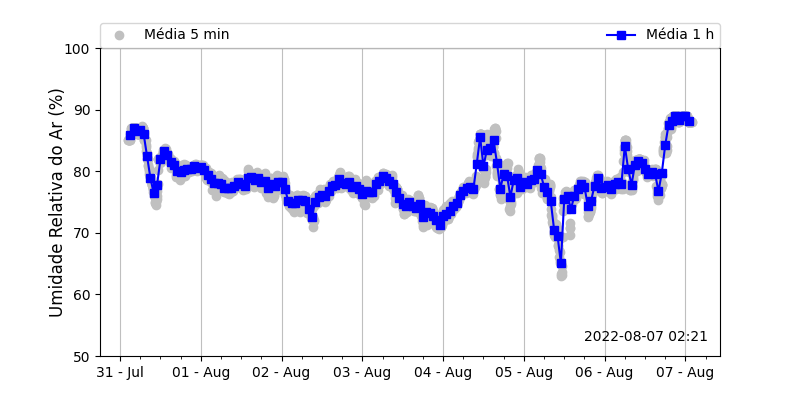 Média 5 min
Média 1 h
100
90
80
70
60
50
Umidade Relativa do Ar (%)
2022-08-07 02:21
31 - Jul
01 - Aug
02 - Aug
03 - Aug
04 - Aug
05 - Aug
06 - Aug
07 - Aug